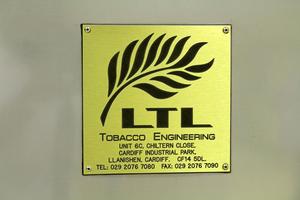 LTL
TOBACCO ENGINEERING
UNIT 6C, CHILTERN CLOSE,
CARDIFF INDUSTRIAL PARK,
LLANISHEN, CARDIFF. CF14 5DL.
TEL: 029 2076 7080 FAX: 029 2076 7090